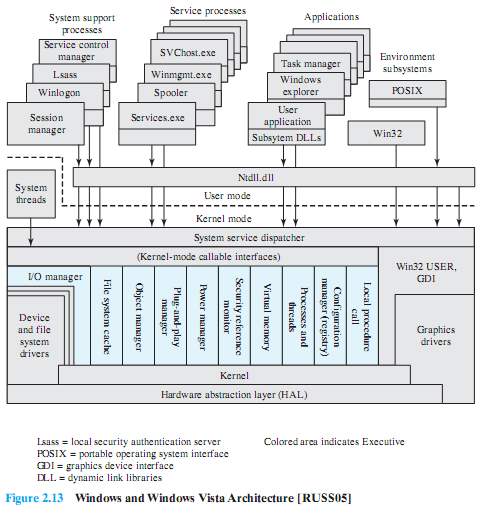 System support
processes
Service control
manager
Lsass
Winlogon
Session
manager
Service processes
SVChost.exe
Winmgmt.exe
Spooler
Services.exe
Applications
Task manager
Windows
explorer
User
application
Subsytem DLLs
Environment
subsystems
POSIX
Win32
System
threads
Ntdll.dll
User mode
Kernel mode
System service dispatcher
(Kernel-mode callable interfaces)
Win32 USER,
GDI
I/O manager
Device
and file
system
drivers
File system cache
Object manager
Plug-and-play
manager
Power manager
Security reference
monitor
Virtual memory
Processes and
threads
Configuration
manager (registry)
Local procedure
call
Graphics
drivers
Kernel
Hardware abstraction layer (HAL)
Lsass = local security authentication server
POSIX = portable operating system interface
GDI = graphics device interface
DLL = dynamic link libraries
Colored area indicates Executive
Figure 2.13 Windows and Windows Vista Architecture [RUSS05]